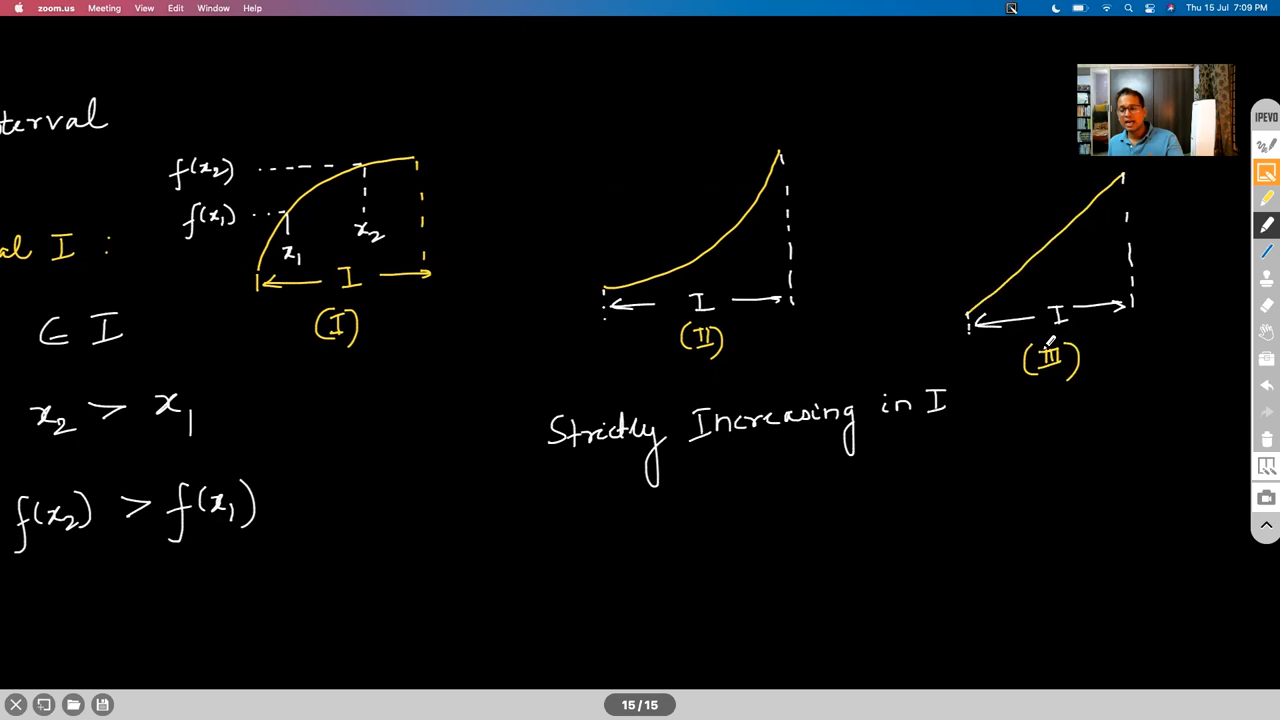 zoom.us Meeting View Edit Window Help Thu 15 Jul 7:09 PM
IPEVO
terval
f(x₂)
f(x₁)
x₁
x₂
I
(I)
I
(II)
I
(III)
al I :
∈ I
x₂ > x₁
f(x₂) > f(x₁)
Strictly Increasing in I
15/15